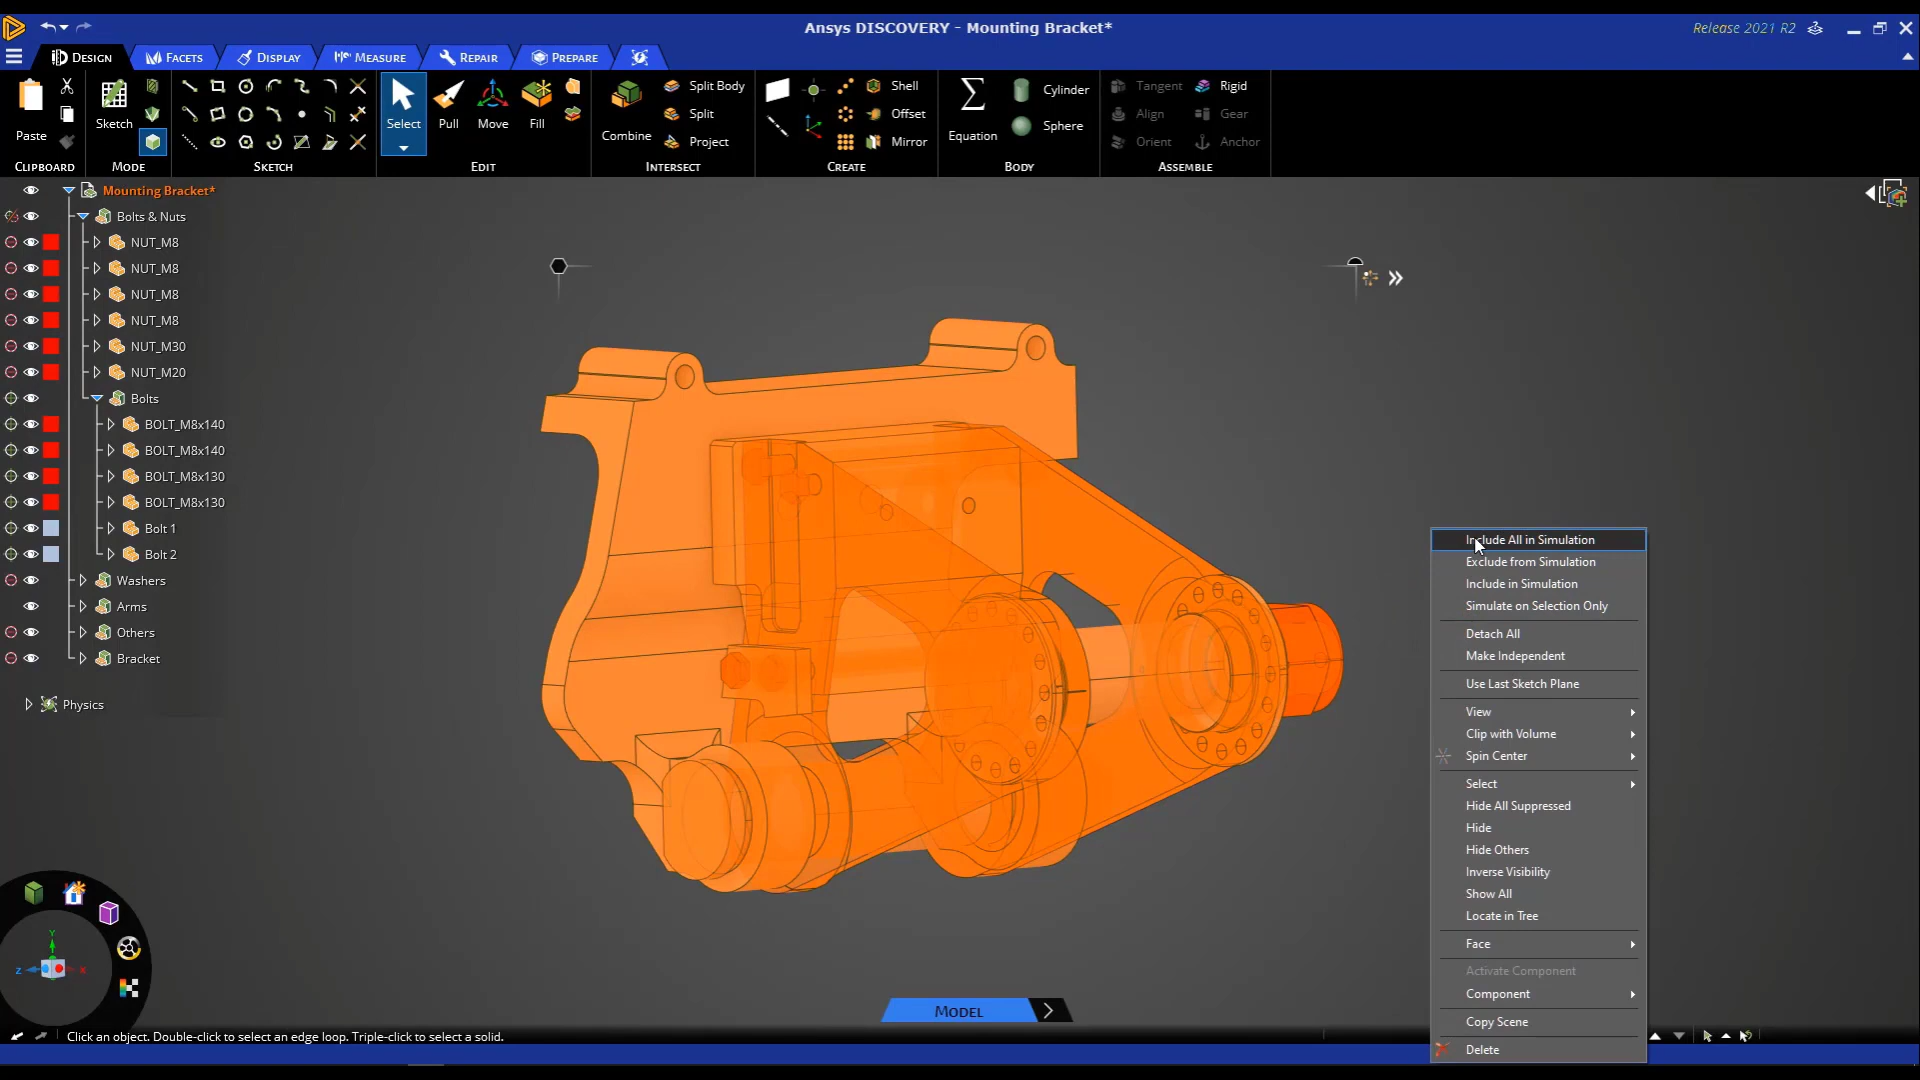 Ansys DISCOVERY - Mounting Bracket*
Release 2021 R2
DESIGN
FACETS
DISPLAY
MEASURE
REPAIR
PREPARE
Paste
Sketch
Select
Pull
Move
Fill
Combine
Split Body
Split
Project
Shell
Offset
Mirror
Equation
Cylinder
Sphere
Tangent
Align
Orient
Rigid
Gear
Anchor
CLIPBOARD
MODE
SKETCH
EDIT
INTERSECT
CREATE
BODY
ASSEMBLE
Mounting Bracket*
Bolts & Nuts
NUT_M8
NUT_M8
NUT_M8
NUT_M8
NUT_M30
NUT_M20
Bolts
BOLT_M8x140
BOLT_M8x140
BOLT_M8x130
BOLT_M8x130
Bolt 1
Bolt 2
Washers
Arms
Others
Bracket
Physics
Include All in Simulation
Exclude from Simulation
Include in Simulation
Simulate on Selection Only
Detach All
Make Independent
Use Last Sketch Plane
View
Clip with Volume
Spin Center
Select
Hide All Suppressed
Hide
Hide Others
Inverse Visibility
Show All
Locate in Tree
Face
Activate Component
Component
Copy Scene
Delete
Y
Z
X
MODEL
Click an object. Double-click to select an edge loop. Triple-click to select a solid.